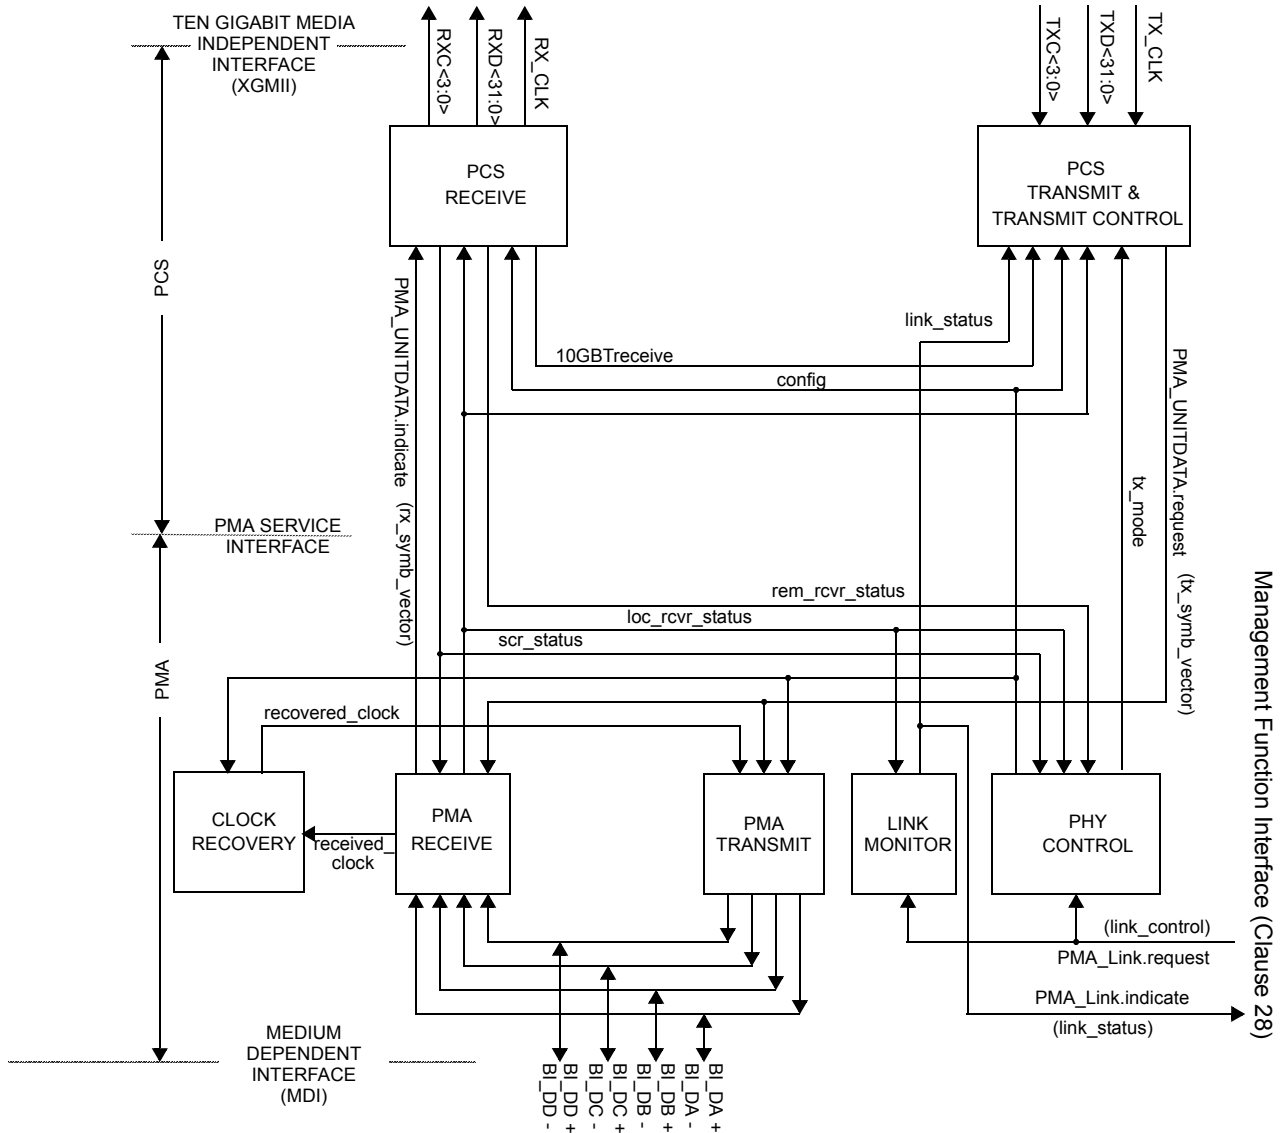 TEN GIGABIT MEDIA
INDEPENDENT
INTERFACE
(XGMII)
RXC<3:0>
RXD<31:0>
RX_CLK
TXC<3:0>
TXD<31:0>
TX_CLK
PCS
RECEIVE
PCS
TRANSMIT &
TRANSMIT CONTROL
PCS
PMA_UNITDATA.indicate (rx_symb_vector)
link_status
10GBTreceive
config
PMA_UNITDATA.request (tx_symb_vector)
tx_mode
PMA SERVICE
INTERFACE
rem_rcvr_status
loc_rcvr_status
scr_status
PMA
recovered_clock
CLOCK
RECOVERY
received_
clock
PMA
RECEIVE
PMA
TRANSMIT
LINK
MONITOR
PHY
CONTROL
Management Function Interface (Clause 28)
(link_control)
PMA_Link.request
PMA_Link.indicate
(link_status)
MEDIUM
DEPENDENT
INTERFACE
(MDI)
BI_DD -
BI_DD +
BI_DC -
BI_DC +
BI_DB -
BI_DB +
BI_DA -
BI_DA +